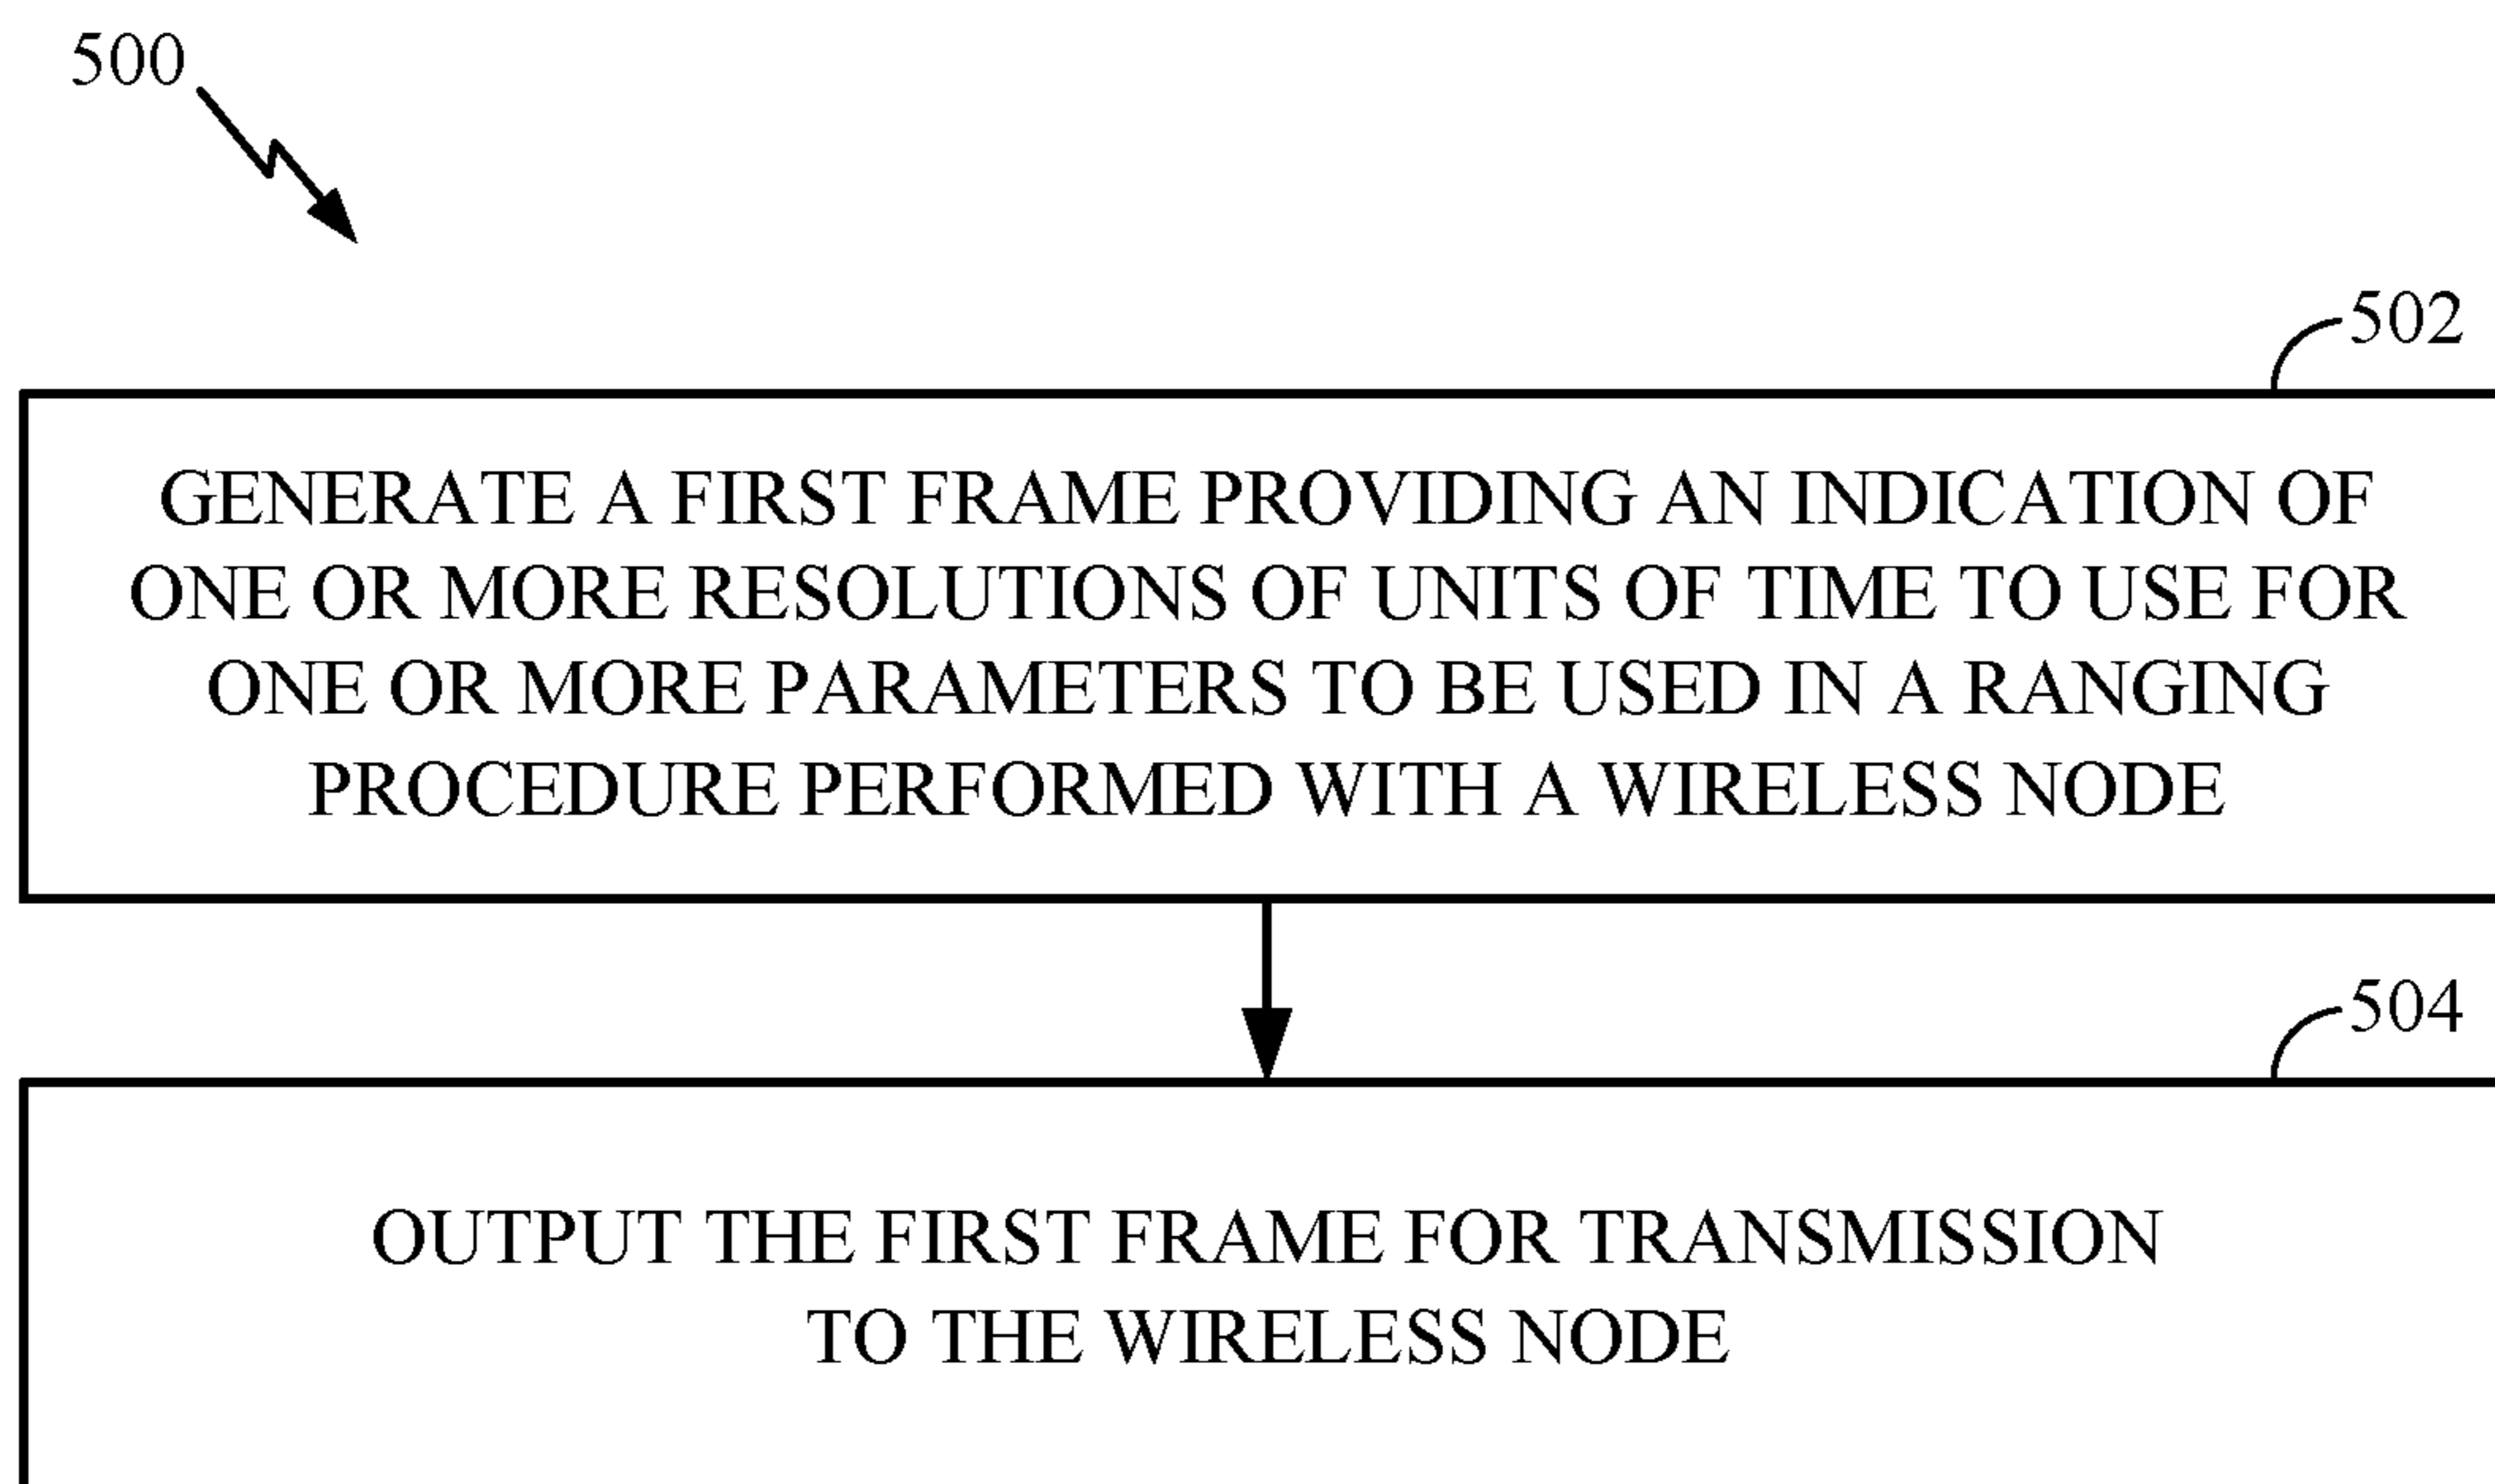 500
502
GENERATE A FIRST FRAME PROVIDING AN INDICATION OF
ONE OR MORE RESOLUTIONS OF UNITS OF TIME TO USE FOR
ONE OR MORE PARAMETERS TO BE USED IN A RANGING
PROCEDURE PERFORMED WITH A WIRELESS NODE
504
OUTPUT THE FIRST FRAME FOR TRANSMISSION
TO THE WIRELESS NODE